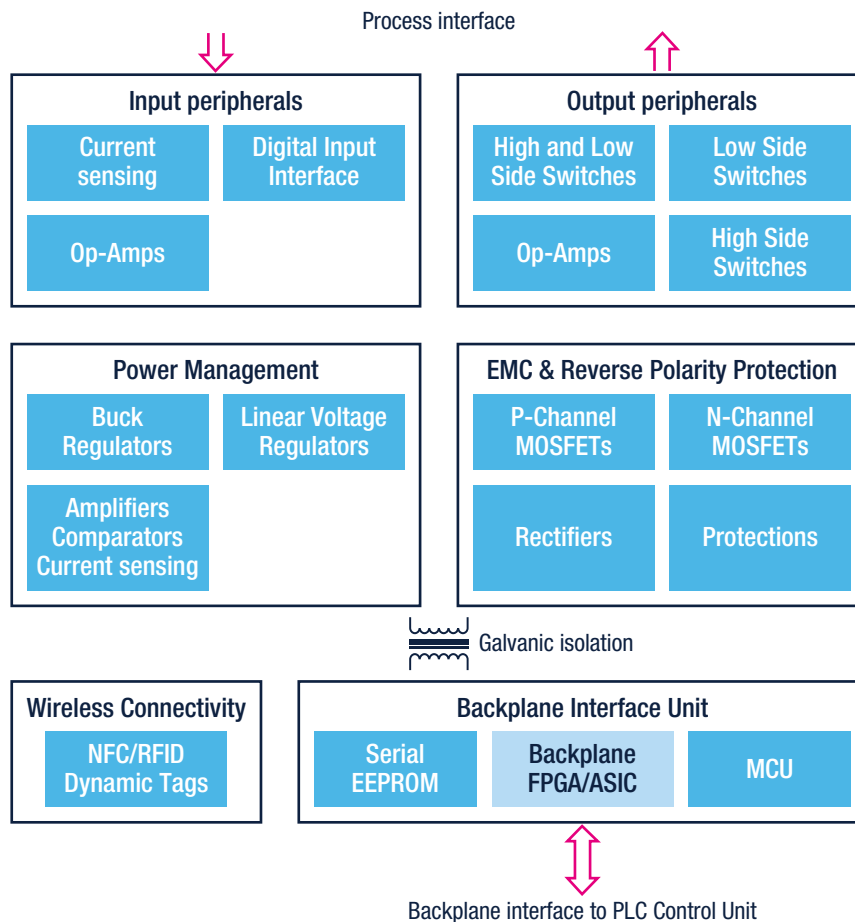 Process interface
Input peripherals
Current
sensing
Digital Input
Interface
Op-Amps
Output peripherals
High and Low
Side Switches
Low Side
Switches
Op-Amps
High Side
Switches
Power Management
Buck
Regulators
Linear Voltage
Regulators
Amplifiers
Comparators
Current sensing
EMC & Reverse Polarity Protection
P-Channel
MOSFETs
N-Channel
MOSFETs
Rectifiers
Protections
Galvanic isolation
Wireless Connectivity
NFC/RFID
Dynamic Tags
Backplane Interface Unit
Serial
EEPROM
Backplane
FPGA/ASIC
MCU
Backplane interface to PLC Control Unit